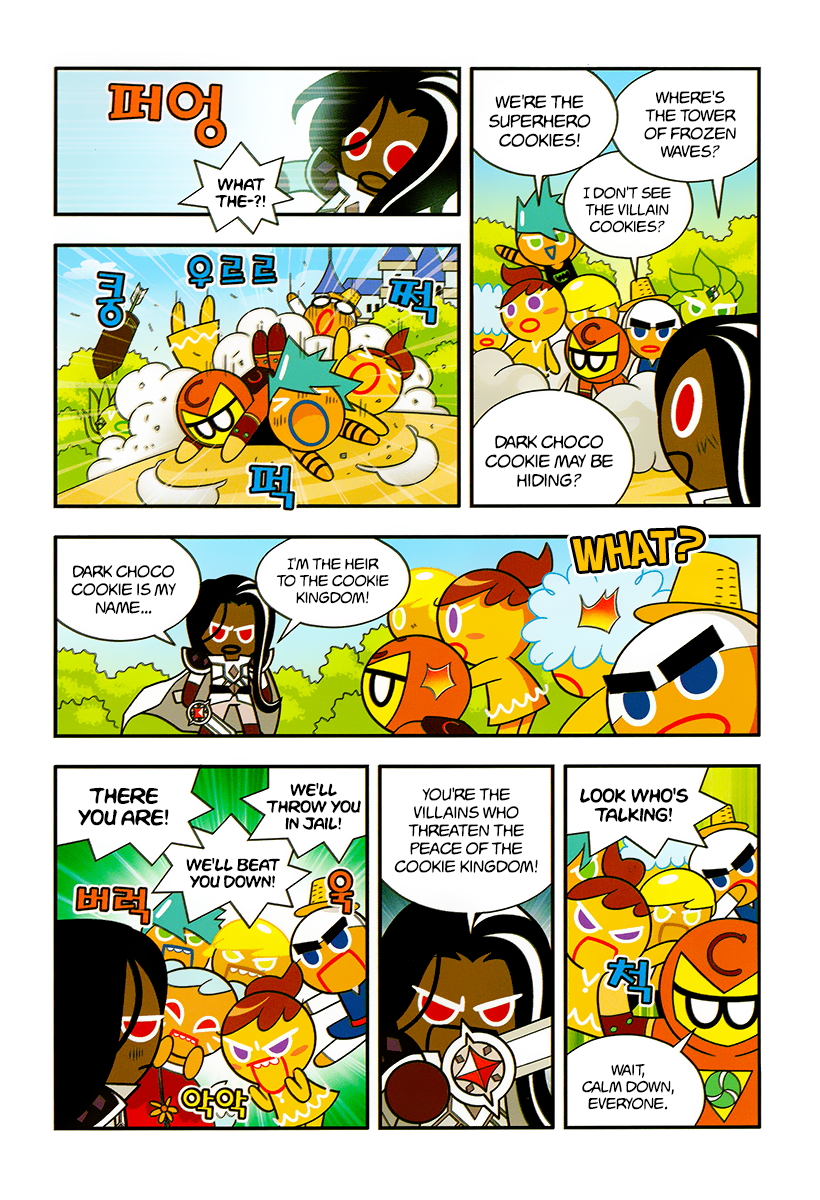 퍼엉
WHAT
THE-?!
쿵
우르르
쩍
퍽
WE'RE THE
SUPERHERO
COOKIES!
WHERE'S
THE TOWER
OF FROZEN
WAVES?
I DON'T SEE
THE VILLAIN
COOKIES?
C
DARK CHOCO
COOKIE MAY BE
HIDING?
DARK CHOCO
COOKIE IS MY
NAME...
I'M THE HEIR
TO THE COOKIE
KINGDOM!
WHAT?
THERE
YOU ARE!
WE'LL
THROW YOU
IN JAIL!
WE'LL BEAT
YOU DOWN!
버럭
욱
악악
YOU'RE THE
VILLAINS WHO
THREATEN THE
PEACE OF THE
COOKIE KINGDOM!
LOOK WHO'S
TALKING!
C
척
WAIT,
CALM DOWN,
EVERYONE.